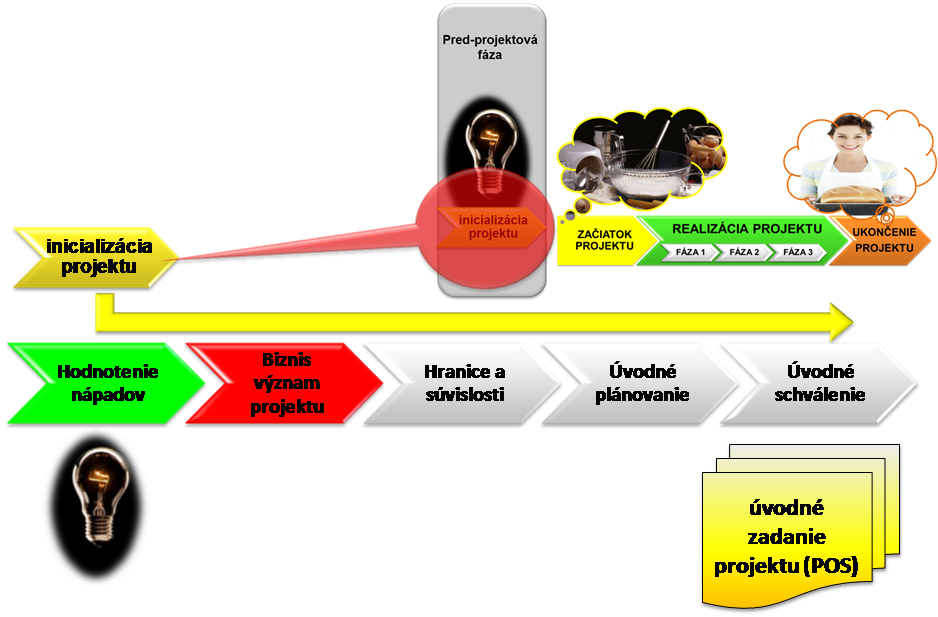 Pred-projektová
fáza
inicializácia
projektu
ZAČIATOK
PROJEKTU
REALIZÁCIA PROJEKTU
FÁZA 1
FÁZA 2
FÁZA 3
UKONČENIE
PROJEKTU
inicializácia
projektu
Hodnotenie
nápadov
Biznis
význam
projektu
Hranice a
súvislosti
Úvodné
plánovanie
Úvodné
schválenie
úvodné
zadanie
projektu (POS)